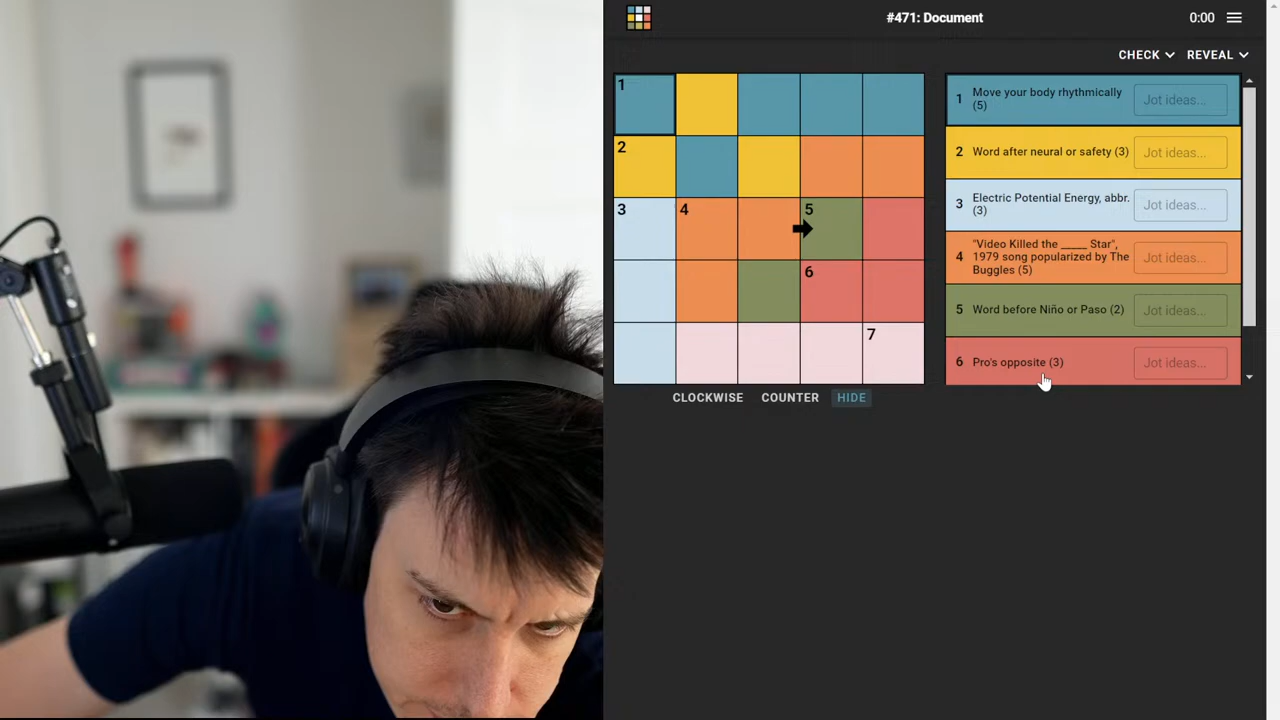 #471: Document
0:00
CHECK
REVEAL
1
2
3
4
5
6
7
1 Move your body rhythmically (5)
Jot ideas...
2 Word after neural or safety (3)
Jot ideas...
3 Electric Potential Energy, abbr. (3)
Jot ideas...
4 "Video Killed the _____ Star",
1979 song popularized by The
Buggles (5)
Jot ideas...
5 Word before Niño or Paso (2)
Jot ideas...
6 Pro's opposite (3)
Jot ideas...
CLOCKWISE COUNTER HIDE